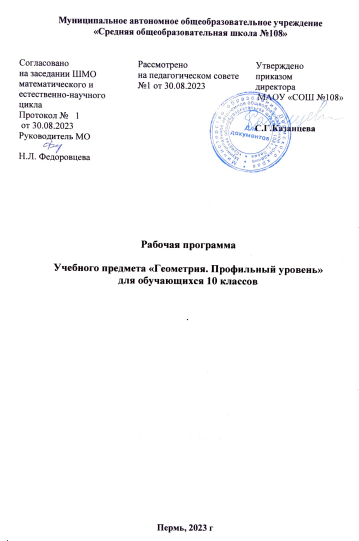 Муниципальное автономное общеобразовательное учреждение
«Средняя общеобразовательная школа №108»
Согласовано
на заседании ШМО
математического и
естественно-научного
цикла
Протокол № 1
от 30.08.2023
Руководитель МО
Н.Л. Федоровцева
Рассмотрено
на педагогическом совете
№1 от 30.08.2023
Утверждено
приказом
директора
МАОУ «СОШ №108»
С.Г.Казанцева
документов
Рабочая программа
Учебного предмета «Геометрия. Профильный уровень»
для обучающихся 10 классов
Пермь, 2023 г